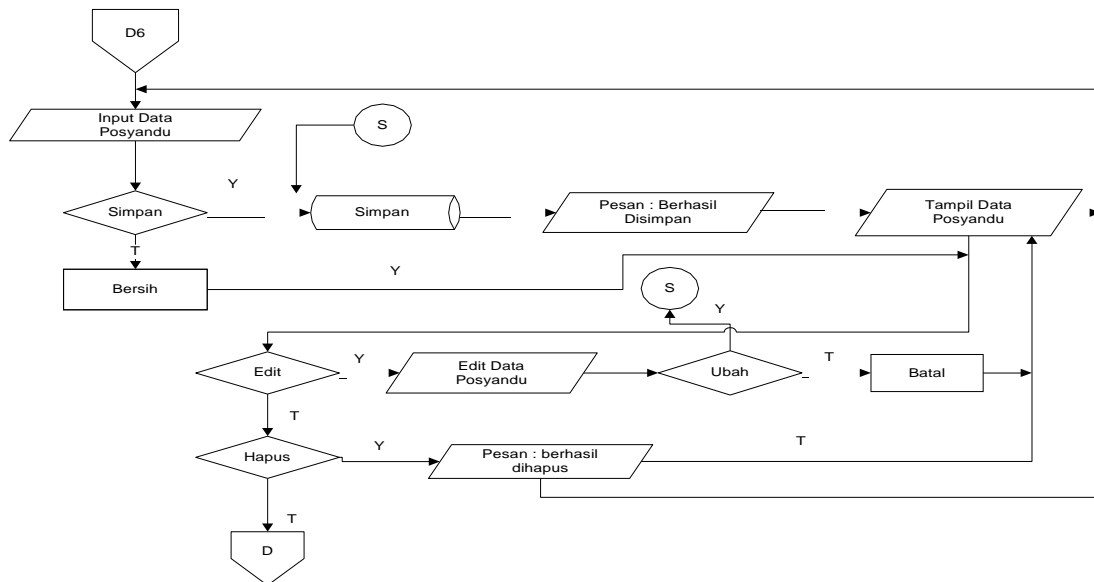 D6
Input Data
Posyandu
S
Y
Simpan
Simpan
Pesan : Berhasil
Disimpan
Tampil Data
Posyandu
T
Bersih
Y
S
Y
Edit
Y
Edit Data
Posyandu
Ubah
T
Batal
T
Hapus
Y
Pesan : berhasil
dihapus
T
T
D